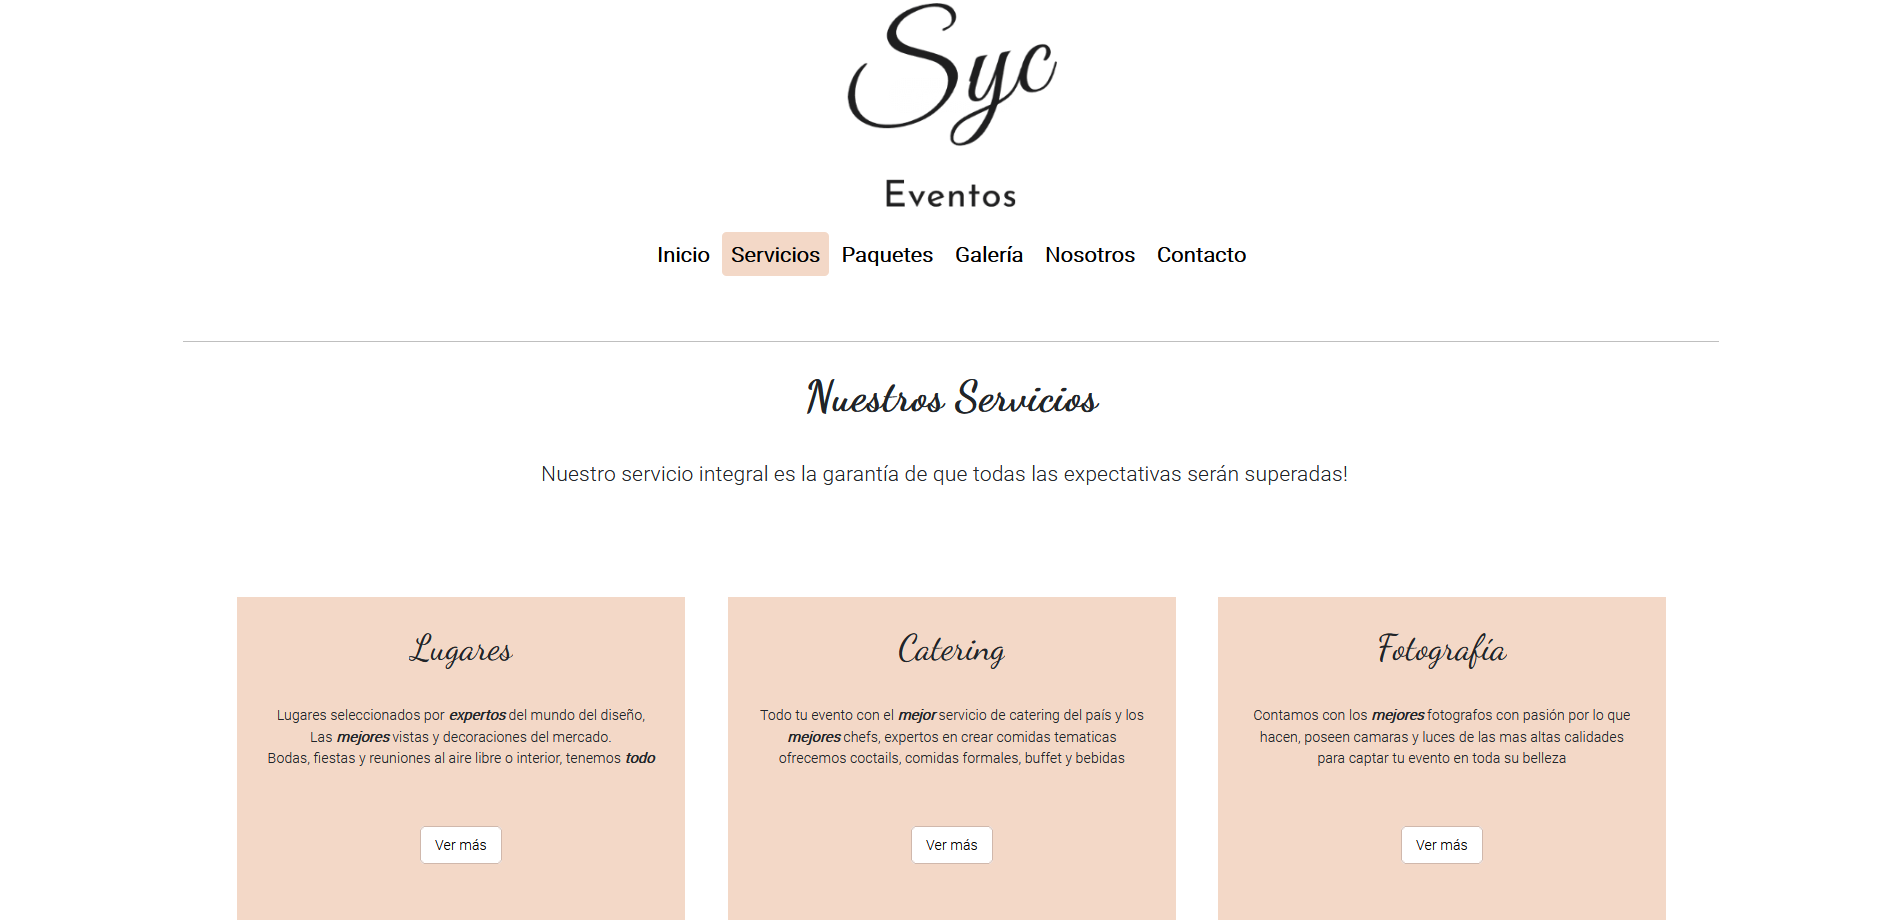 Syc
Eventos
Inicio Servicios Paquetes Galería Nosotros Contacto
Nuestros Servicios
Nuestro servicio integral es la garantía de que todas las expectativas serán superadas!
Lugares
Lugares seleccionados por expertos del mundo del diseño,
Las mejores vistas y decoraciones del mercado.
Bodas, fiestas y reuniones al aire libre o interior, tenemos todo
Ver más
Catering
Todo tu evento con el mejor servicio de catering del país y los
mejores chefs, expertos en crear comidas tematicas
ofrecemos coctails, comidas formales, buffet y bebidas
Ver más
Fotografía
Contamos con los mejores fotografos con pasión por lo que
hacen, poseen camaras y luces de las mas altas calidades
para captar tu evento en toda su belleza
Ver más